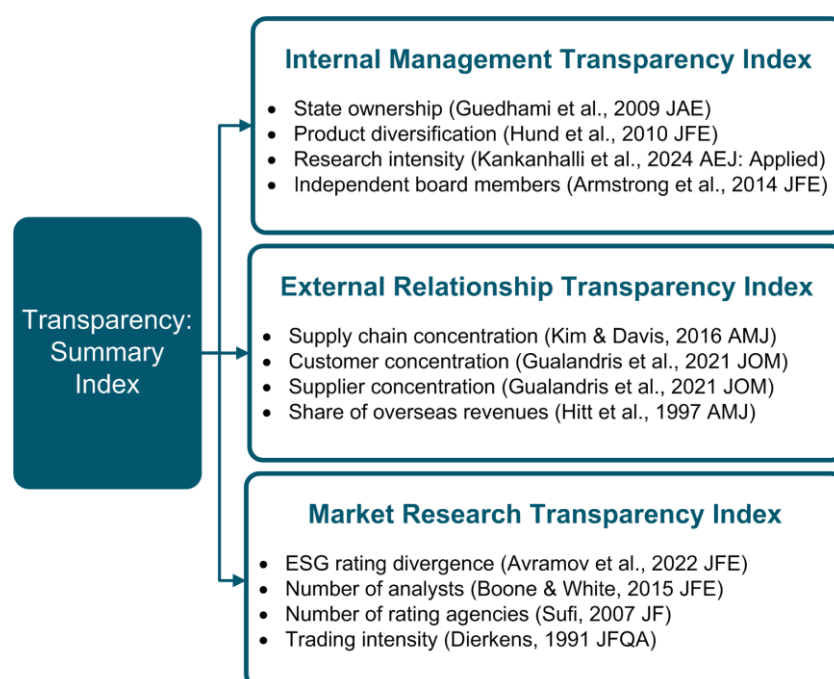 Transparency:
Summary
Index
Internal Management Transparency Index
• State ownership (Guedhami et al., 2009 JAE)
• Product diversification (Hund et al., 2010 JFE)
• Research intensity (Kankanhalli et al., 2024 AEJ: Applied)
• Independent board members (Armstrong et al., 2014 JFE)
External Relationship Transparency Index
• Supply chain concentration (Kim & Davis, 2016 AMJ)
• Customer concentration (Gualandris et al., 2021 JOM)
• Supplier concentration (Gualandris et al., 2021 JOM)
• Share of overseas revenues (Hitt et al., 1997 AMJ)
Market Research Transparency Index
• ESG rating divergence (Avramov et al., 2022 JFE)
• Number of analysts (Boone & White, 2015 JFE)
• Number of rating agencies (Sufi, 2007 JF)
• Trading intensity (Dierkens, 1991 JFQA)